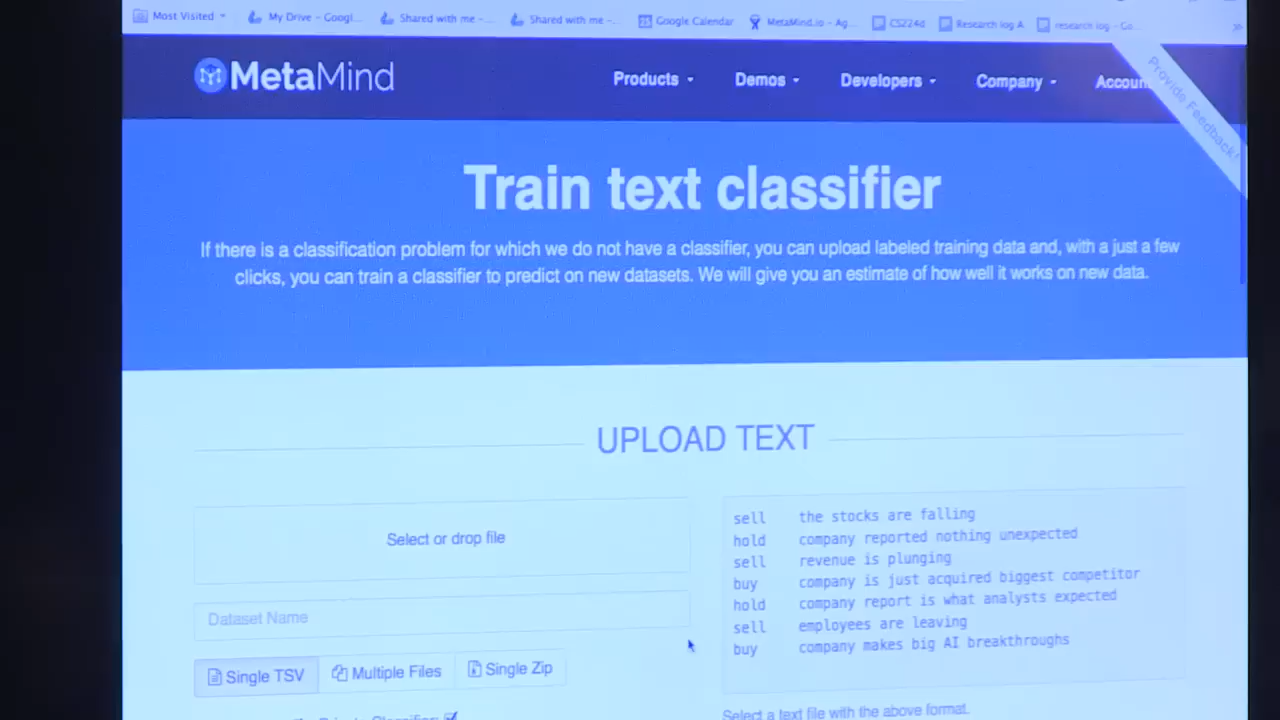 Most Visited
My Drive – Googl...
Shared with me –...
Shared with me –...
Google Calendar
MetaMind.io – Ag...
CS224d
Research log A
research log – Go...
MetaMind
Products
Demos
Developers
Company
Accoun
Provide Feedback!
Train text classifier
If there is a classification problem for which we do not have a classifier, you can upload labeled training data and, with a just a few
clicks, you can train a classifier to predict on new datasets. We will give you an estimate of how well it works on new data.
UPLOAD TEXT
Select or drop file
Dataset Name
Single TSV
Multiple Files
Single Zip
Private Classifier
sell the stocks are falling
hold company reported nothing unexpected
sell revenue is plunging
buy company is just acquired biggest competitor
hold company report is what analysts expected
sell employees are leaving
buy company makes big AI breakthroughs
Select a text file with the above format.